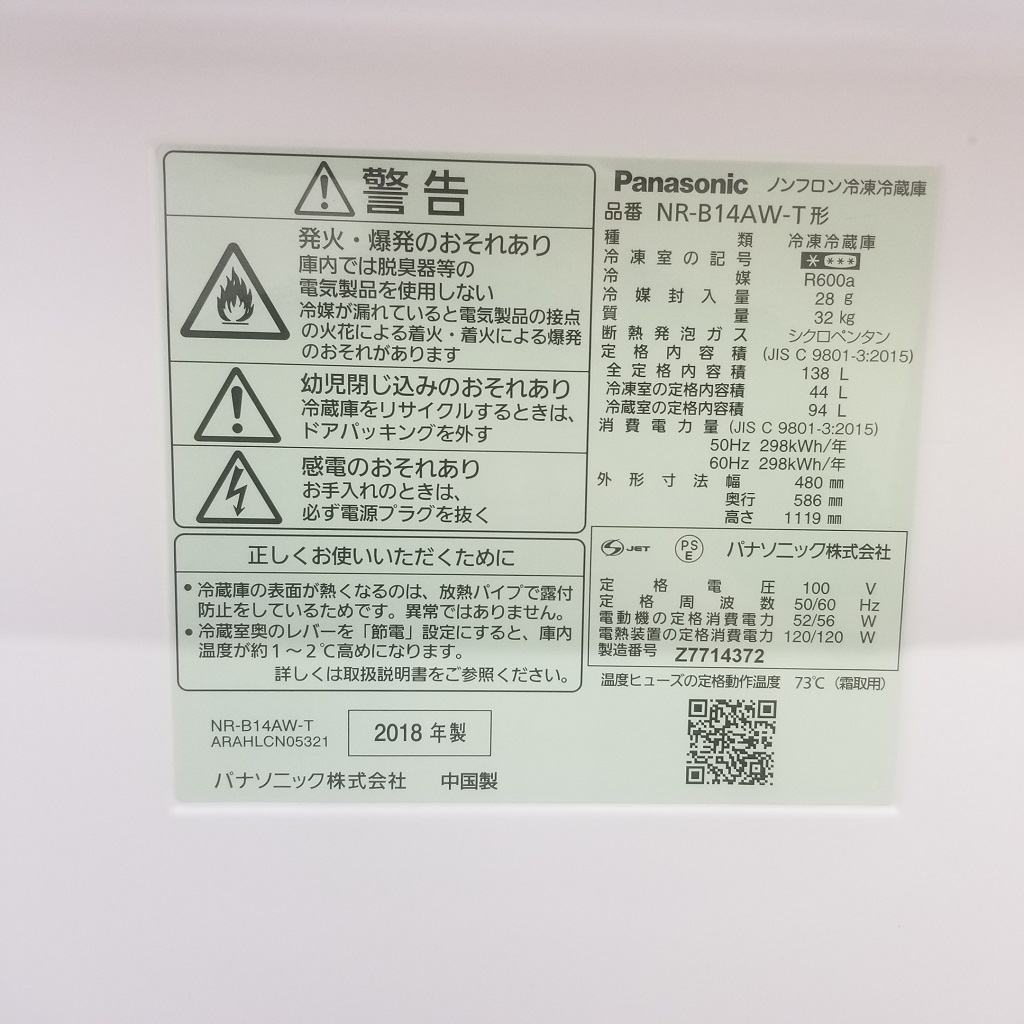 警告
発火・爆発のおそれあり
庫内では脱臭器等の
電気製品を使用しない
冷媒が漏れていると電気製品の接点
の火花による着火・着火による爆発
のおそれがあります
幼児閉じ込みのおそれあり
冷蔵庫をリサイクルするときは、
ドアパッキングを外す
感電のおそれあり
お手入れのときは、
必ず電源プラグを抜く
正しくお使いいただくために
• 冷蔵庫の表面が熱くなるのは、放熱パイプで露付
防止をしているためです。異常ではありません。
• 冷蔵室奥のレバーを「節電」設定にすると、庫内
温度が約1～2℃高めになります。
詳しくは取扱説明書をご参照ください。
NR-B14AW-T
ARAHLCN05321
2018 年製
パナソニック株式会社 中国製
Panasonic ノンフロン冷凍冷蔵庫
品番 NR-B14AW-T形
種類 冷凍冷蔵庫
冷凍室の記号 * ***
冷媒 R600a
冷媒封入量 28 g
質量 32 kg
断熱発泡ガス シクロペンタン
定格内容積 (JIS C 9801-3:2015)
全定格内容積 138 L
冷凍室の定格内容積 44 L
冷蔵室の定格内容積 94 L
消費電力量 (JIS C 9801-3:2015)
50Hz 298kWh/年
60Hz 298kWh/年
外形寸法 幅 480 mm
奥行 586 mm
高さ 1119 mm
S JET PS E パナソニック株式会社
定格電圧 100 V
定格周波数 50/60 Hz
電動機の定格消費電力 52/56 W
電熱装置の定格消費電力 120/120 W
製造番号 Z7714372
温度ヒューズの定格動作温度 73℃（霜取用）